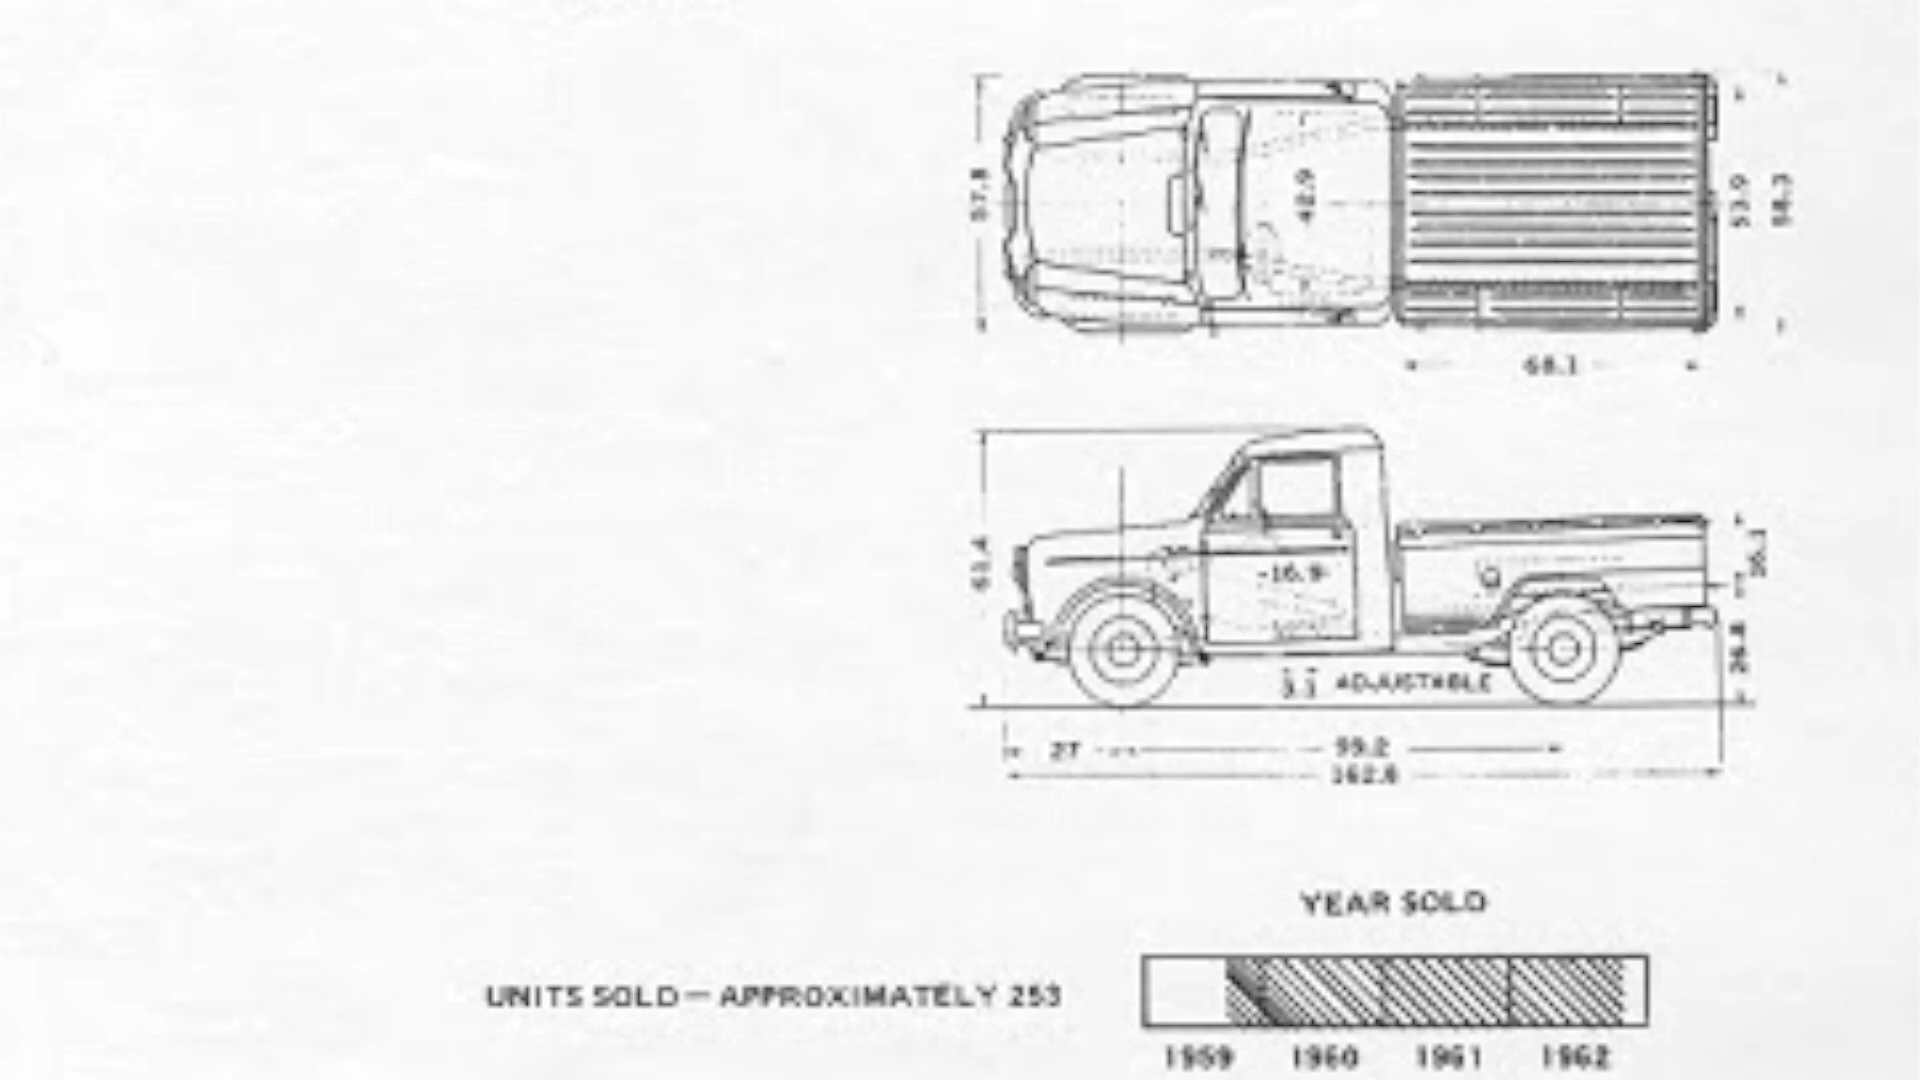 57.8
42.9
53.9
58.3
68.1
61.4
-16.9-
26.8
3.1 ADJUSTABLE
27
99.2
162.6
YEAR SOLD
UNITS SOLD — APPROXIMATELY 253
1959 1960 1961 1962